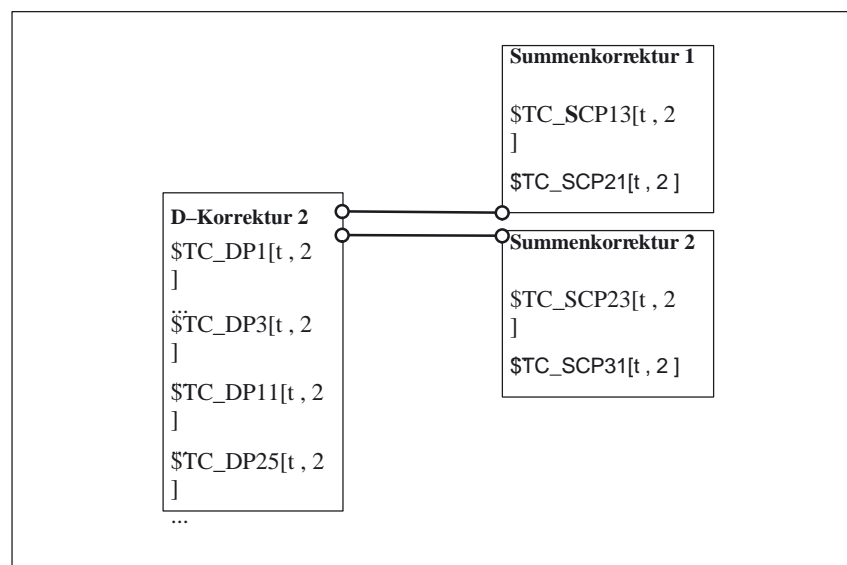 Summenkorrektur 1
$TC_SCP13[t , 2
]
$TC_SCP21[t , 2 ]
D–Korrektur 2
$TC_DP1[t , 2
]
...
$TC_DP3[t , 2
]
$TC_DP11[t , 2
]
...
$TC_DP25[t , 2
]
...
Summenkorrektur 2
$TC_SCP23[t , 2
]
$TC_SCP31[t , 2 ]